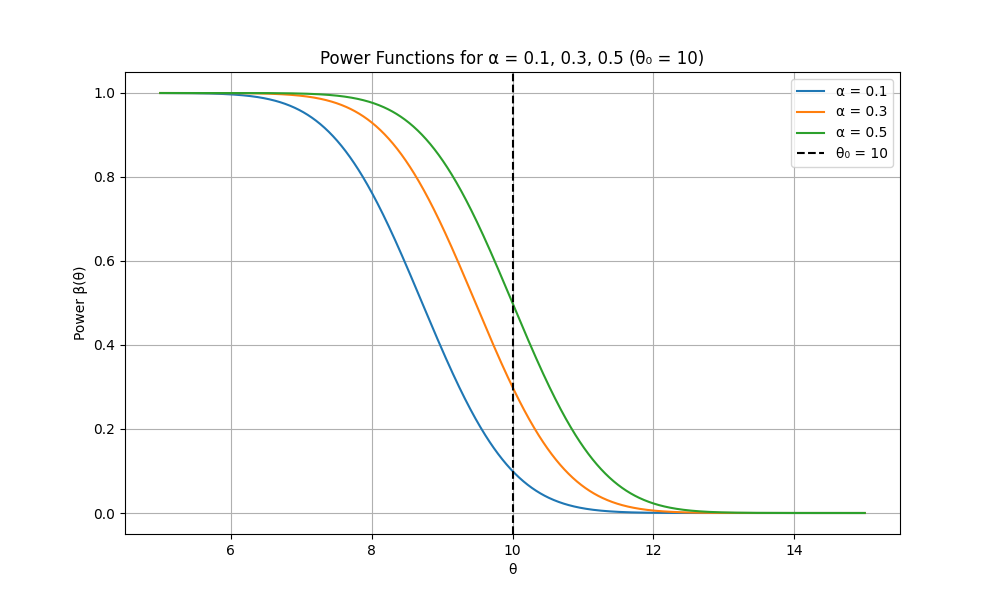 Power Functions for α = 0.1, 0.3, 0.5 (θ₀ = 10)
α = 0.1
α = 0.3
α = 0.5
θ₀ = 10
Power β(θ)
1.0
0.8
0.6
0.4
0.2
0.0
6 8 10 12 14
θ